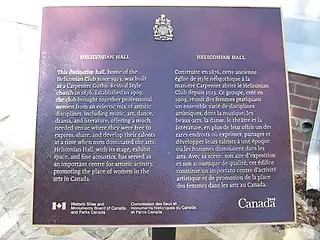 HELICONIAN HALL
This distinctive hall, home of the
Heliconian Club since 1923, was built
as a Carpenter Gothic Revival Style
church in 1876. Established in 1909,
the club brought together professional
women from an eclectic mix of artistic
disciplines, including music, art, dance,
drama, and literature, offering a much
needed venue where they were free to
express, share, and develop their talents
at a time when men dominated the arts.
Heliconian Hall, with its stage, exhibit
space, and fine acoustics, has served as
an important centre for artistic activity,
promoting the place of women in the
arts in Canada.
HELICONIAN HALL
Construite en 1876, cette ancienne
église de style néogothique à la
manière Carpenter abrite le Heliconian
Club depuis 1923. Ce groupe, créé en
1909, réunit des femmes pratiquant
un ensemble varié de disciplines
artistiques, dont la musique, les
beaux-arts, la danse, le théâtre et la
littérature, en plus de leur offrir un des
rares endroits où exprimer, partager et
développer leurs talents à une époque
où les hommes dominaient dans les
arts. Avec sa scène, son aire d'exposition
et son acoustique de qualité, cet édifice
constitue un important centre d'activité
artistique et de promotion de la place
des femmes dans les arts au Canada.
Historic Sites and
Monuments Board of Canada
and Parks Canada
Commission des lieux et
monuments historiques du Canada
et Parcs Canada
Canada